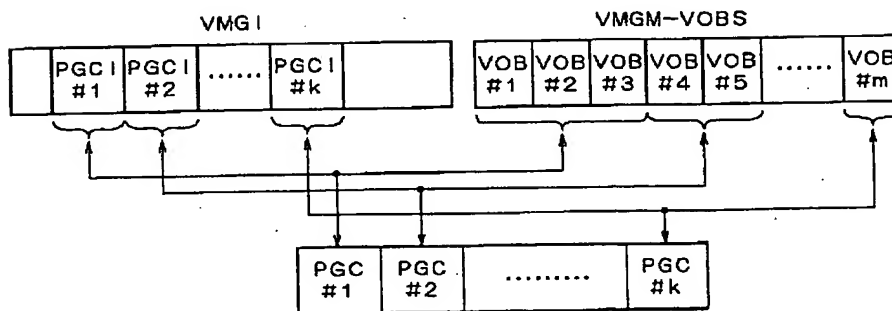 VMGI
VMGM-VOBS
PGCI PGCI ...... PGCI
#1 #2 #k
VOB VOB VOB VOB VOB ...... VOB
#1 #2 #3 #4 #5 #m
PGC PGC ......... PGC
#1 #2 #k